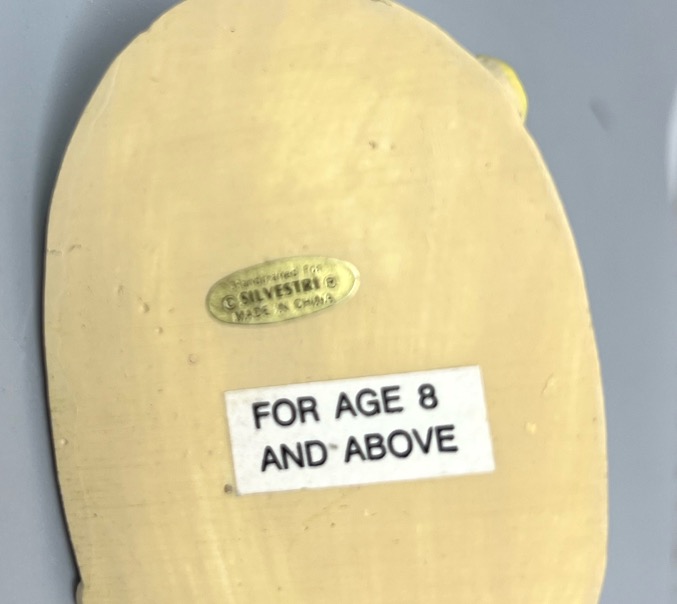 Handcrafted For
© SILVESTRI ®
MADE IN CHINA
FOR AGE 8
AND ABOVE